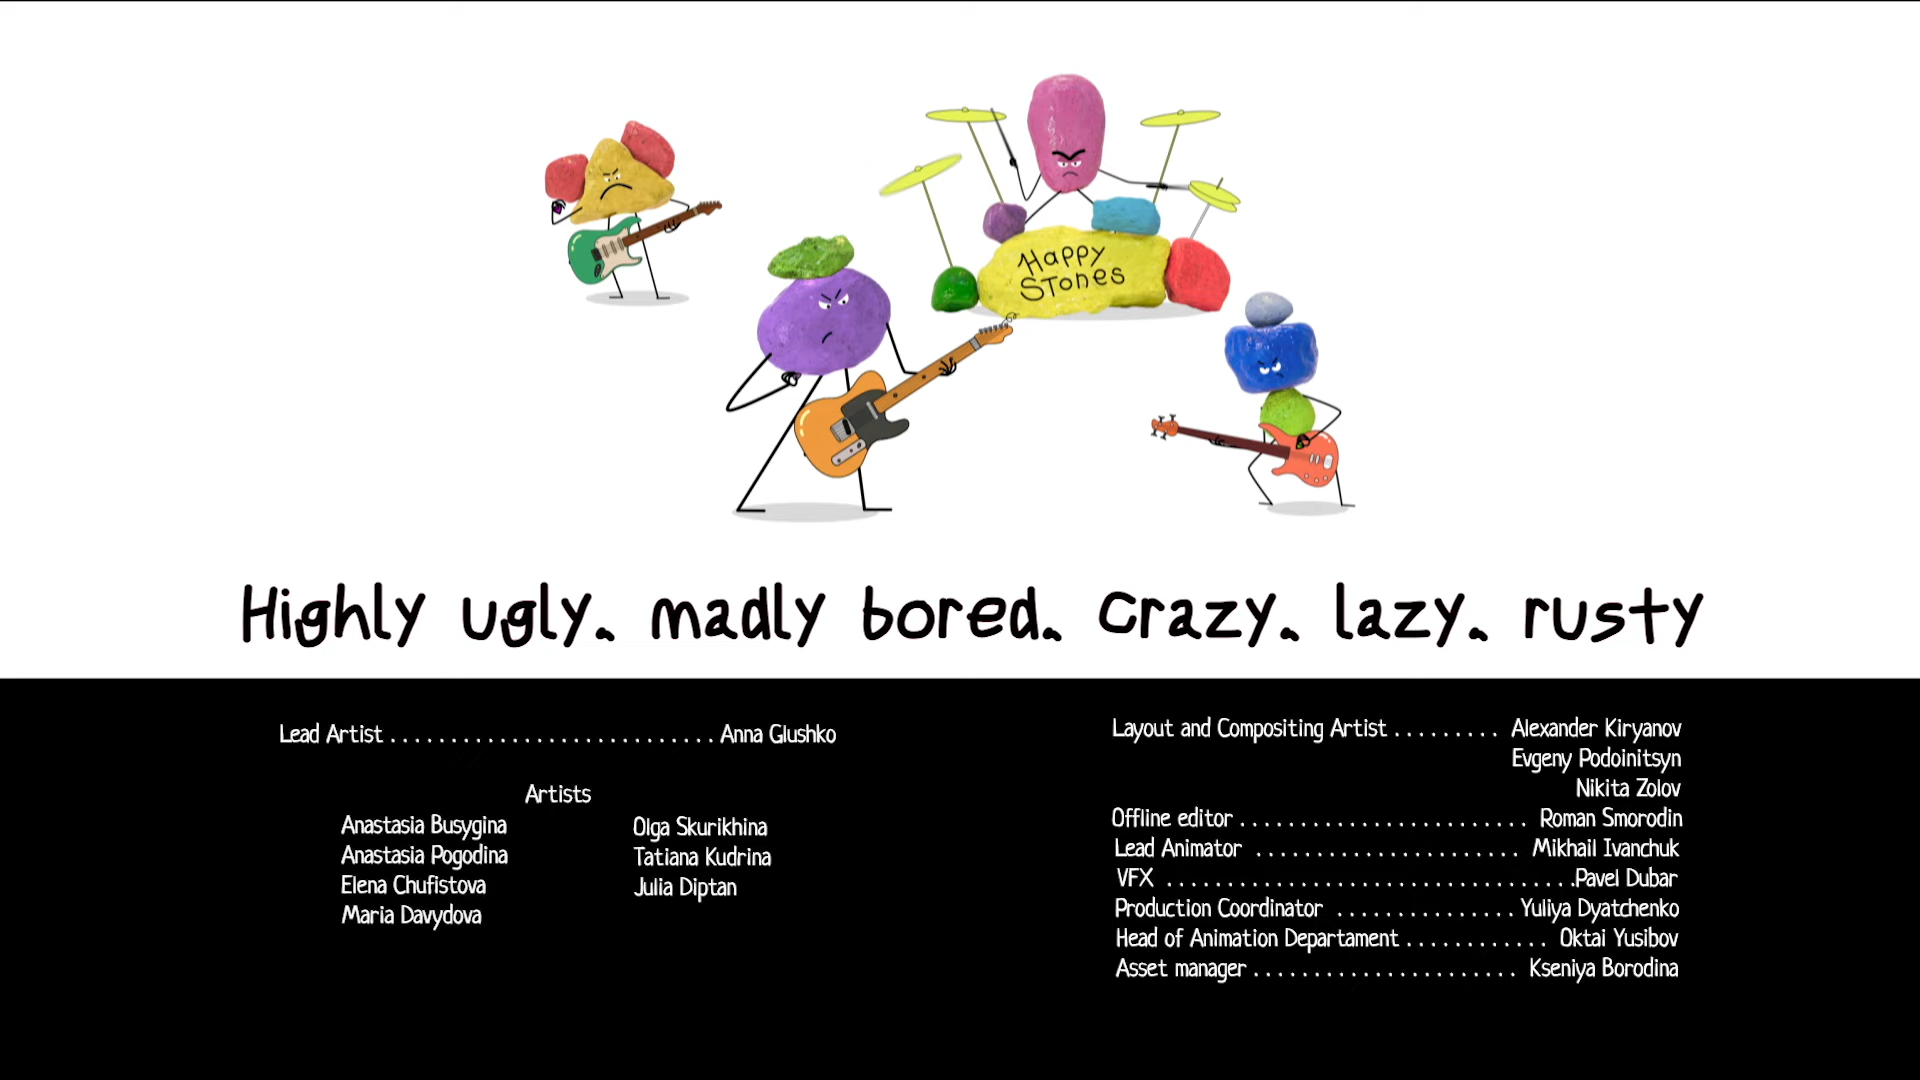 Happy
Stones
Highly ugly, madly bored, crazy, lazy, rusty
Lead Artist . . . . . . . . . . . . . . . . . . . . . . . . . . . Anna Glushko
Artists
Anastasia Busygina
Anastasia Pogodina
Elena Chufistova
Maria Davydova
Olga Skurikhina
Tatiana Kudrina
Julia Diptan
Layout and Compositing Artist . . . . . . . . . Alexander Kiryanov
Evgeny Podoinitsyn
Nikita Zolov
Offline editor . . . . . . . . . . . . . . . . . . . . . . . . Roman Smorodin
Lead Animator . . . . . . . . . . . . . . . . . . . . . . Mikhail Ivanchuk
VFX . . . . . . . . . . . . . . . . . . . . . . . . . . . . . . . . . . .Pavel Dubar
Production Coordinator . . . . . . . . . . . . . . . Yuliya Dyatchenko
Head of Animation Departament . . . . . . . . . . . . Oktai Yusibov
Asset manager . . . . . . . . . . . . . . . . . . . . . . Kseniya Borodina